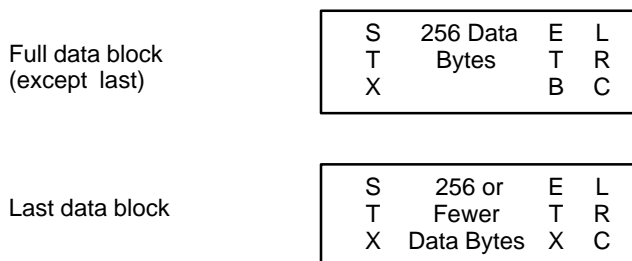 Full data block
(except last)
S 256 Data E L
T Bytes T R
X B C
Last data block
S 256 or E L
T Fewer T R
X Data Bytes X C